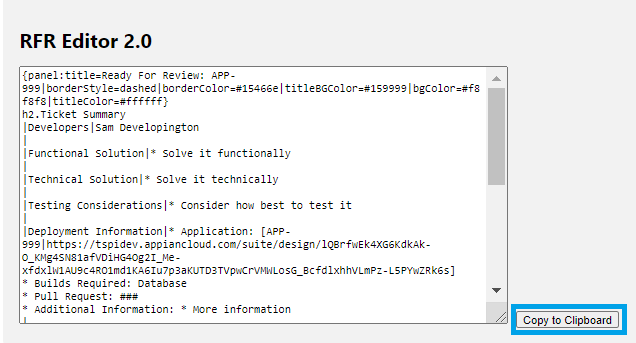 RFR Editor 2.0
{panel:title=Ready For Review: APP-
999|borderStyle=dashed|borderColor=#15466e|titleBGColor=#159999|bgColor=#f8
f8f8|titleColor=#ffffff}
h2.Ticket Summary
|Developers|Sam Developington
|
|Functional Solution|* Solve it functionally
|
|Technical Solution|* Solve it technically
|
|Testing Considerations|* Consider how best to test it
|
|Deployment Information|* Application: [APP-
999|https://tspidev.appiancloud.com/suite/design/lQBrfwEk4XG6KdkAk-
O_KMg4SN81afVDiHG4Og2I_Me-
xfdxlW1AU9c4RO1md1KA6Iu7p3aKUTD3TVpwCrVMWLosG_BcfdlxhhVLmPz-L5PYwZRk6s]
* Builds Required: Database
* Pull Request: ###
* Additional Information: * More information
|
Copy to Clipboard